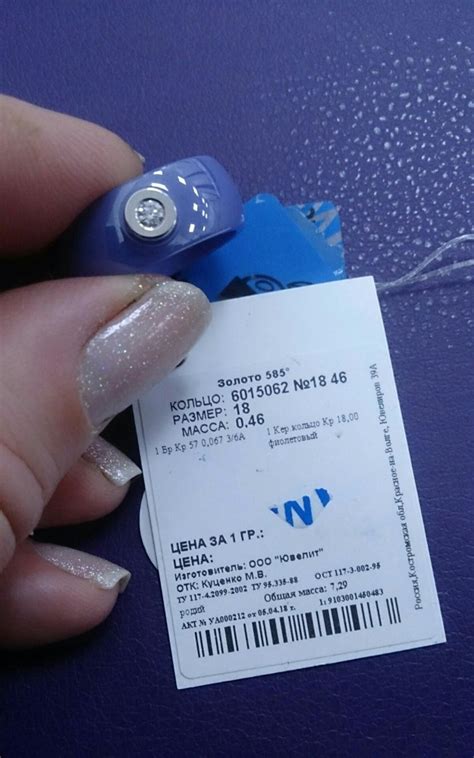 Золото 585°
КОЛЬЦО: 6015062 №18 46
РАЗМЕР: 18
МАССА: 0,46
1 Бр Кр 57 0,067 3/6А 1 Кер кольцо Кр 18,00
фиолетовый
ЦЕНА ЗА 1 ГР.:
ЦЕНА:
Изготовитель: ООО "Ювелит"
ОТК: Куценко М.В.
ТУ 117-4.2099-2002 ТУ 95.335-88 ОСТ 117-3-002-95
родий Общая масса: 7,29
АКТ № УА000212 от 05.04.18 г. 1: 9103001480483
Россия,Костромская обл,Красное-на-Волге, Ювелиров 39А